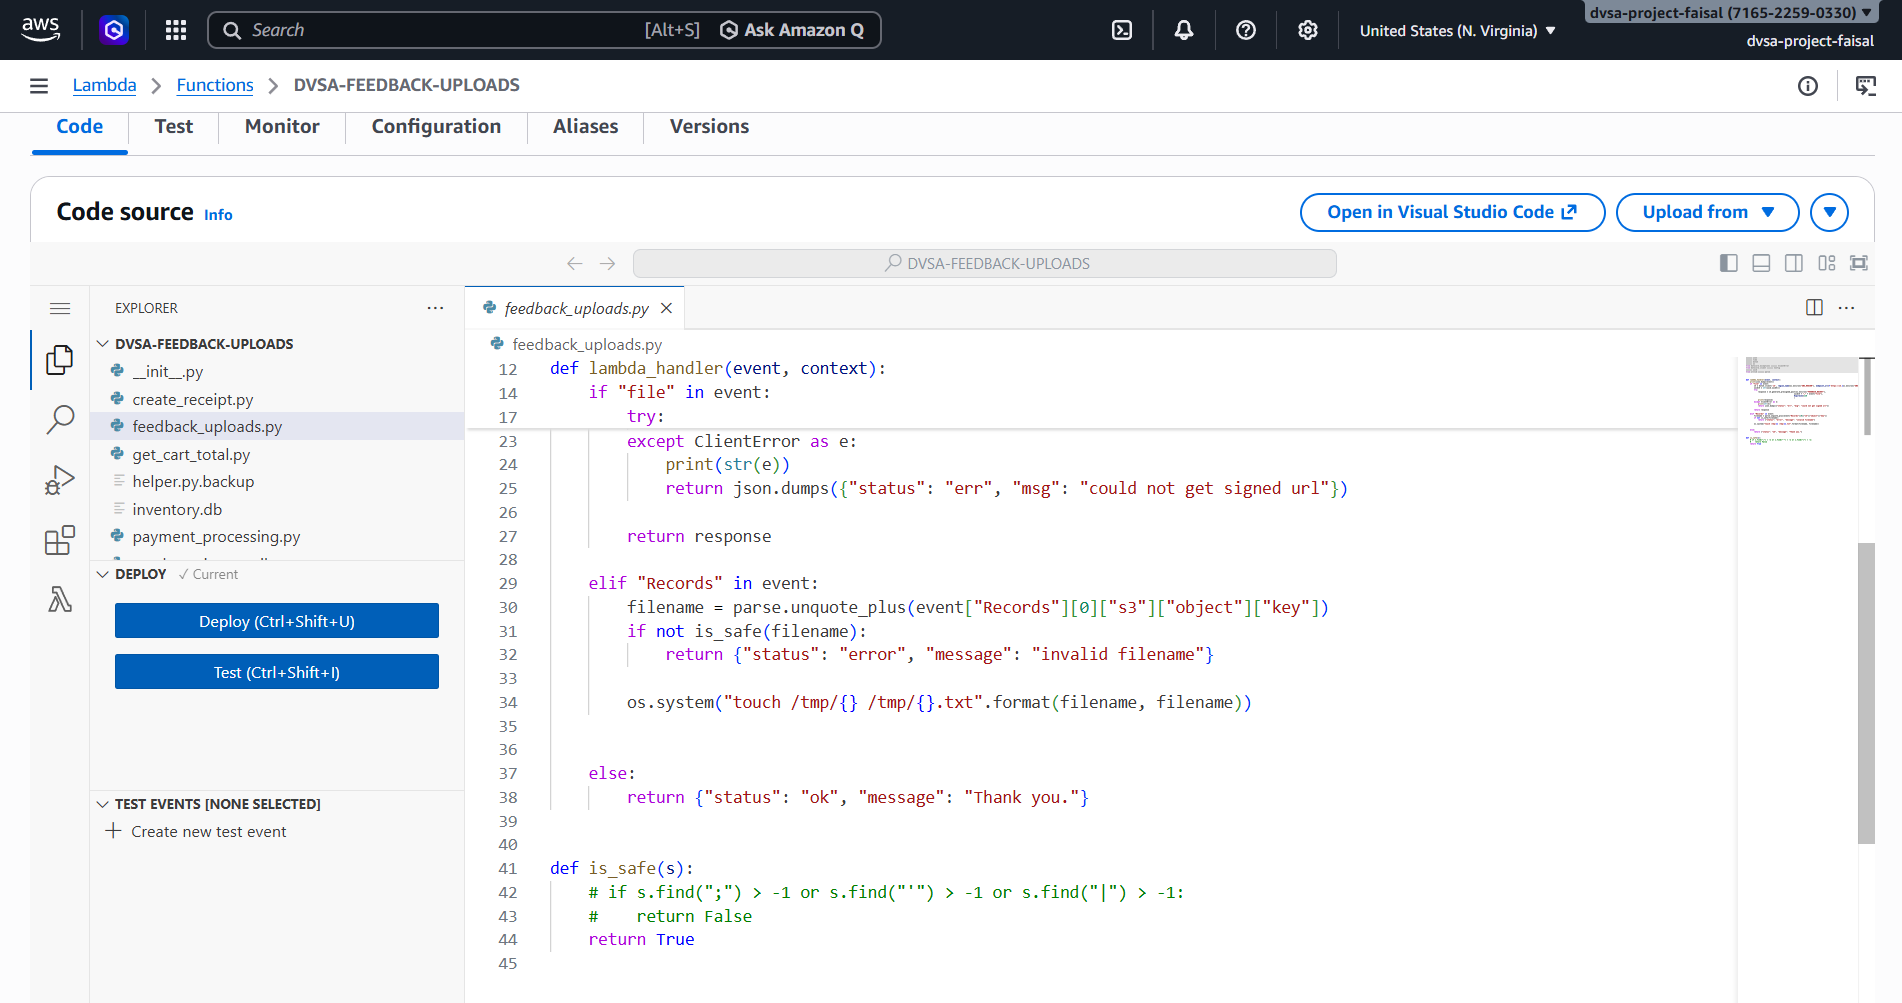 aws
Search [Alt+S] Ask Amazon Q
United States (N. Virginia) ▼
dvsa-project-faisal (7165-2259-0330) ▼
dvsa-project-faisal
Lambda > Functions > DVSA-FEEDBACK-UPLOADS
Code Test Monitor Configuration Aliases Versions
Code source Info
Open in Visual Studio Code
Upload from ▼
DVSA-FEEDBACK-UPLOADS
EXPLORER
DVSA-FEEDBACK-UPLOADS
__init__.py
create_receipt.py
feedback_uploads.py
get_cart_total.py
helper.py.backup
inventory.db
payment_processing.py
DEPLOY ✓ Current
Deploy (Ctrl+Shift+U)
Test (Ctrl+Shift+I)
TEST EVENTS [NONE SELECTED]
+ Create new test event
feedback_uploads.py
feedback_uploads.py
12 def lambda_handler(event, context):
14     if "file" in event:
17         try:
23         except ClientError as e:
24             print(str(e))
25             return json.dumps({"status": "err", "msg": "could not get signed url"})
26
27         return response
28
29     elif "Records" in event:
30         filename = parse.unquote_plus(event["Records"][0]["s3"]["object"]["key"])
31         if not is_safe(filename):
32             return {"status": "error", "message": "invalid filename"}
33
34         os.system("touch /tmp/{} /tmp/{}.txt".format(filename, filename))
35
36
37     else:
38         return {"status": "ok", "message": "Thank you."}
39
40
41 def is_safe(s):
42     # if s.find(";") > -1 or s.find("'") > -1 or s.find("|") > -1:
43     #    return False
44     return True
45